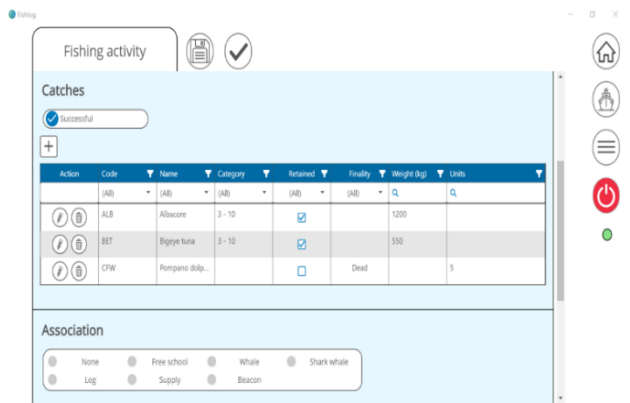 Fishlog
Fishing activity
Catches
Successful
Action Code Name Category Retained Finality Weight (kg) Units
(All) (All) (All) (All) (All)
ALB Albacore 3 - 10 1200
BET Bigeye tuna 3 - 10 550
CFW Pompano dolp... Dead 5
Association
None Free school Whale Shark whale
Log Supply Beacon